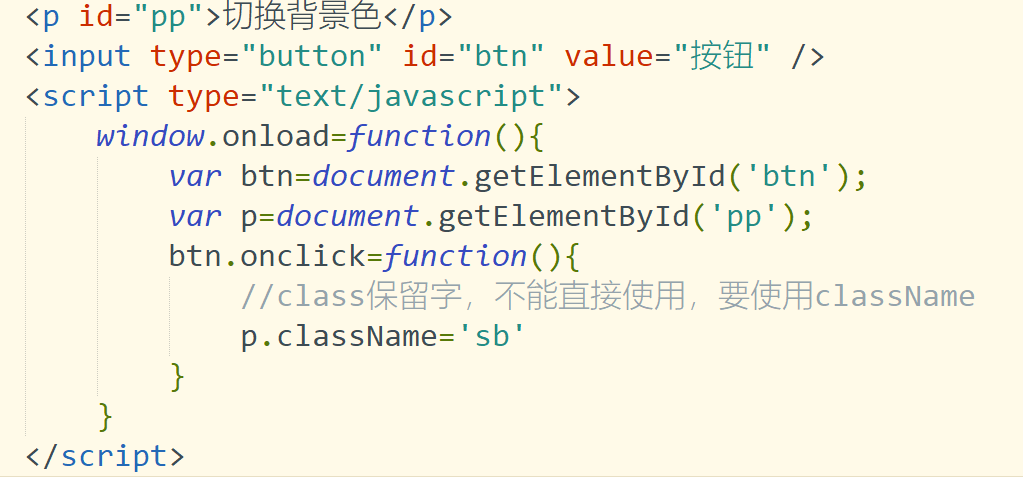 <p id="pp">切换背景色</p>
<input type="button" id="btn" value="按钮" />
<script type="text/javascript">
window.onload=function(){
var btn=document.getElementById('btn');
var p=document.getElementById('pp');
btn.onclick=function(){
//class保留字，不能直接使用，要使用className
p.className='sb'
}
}
</script>